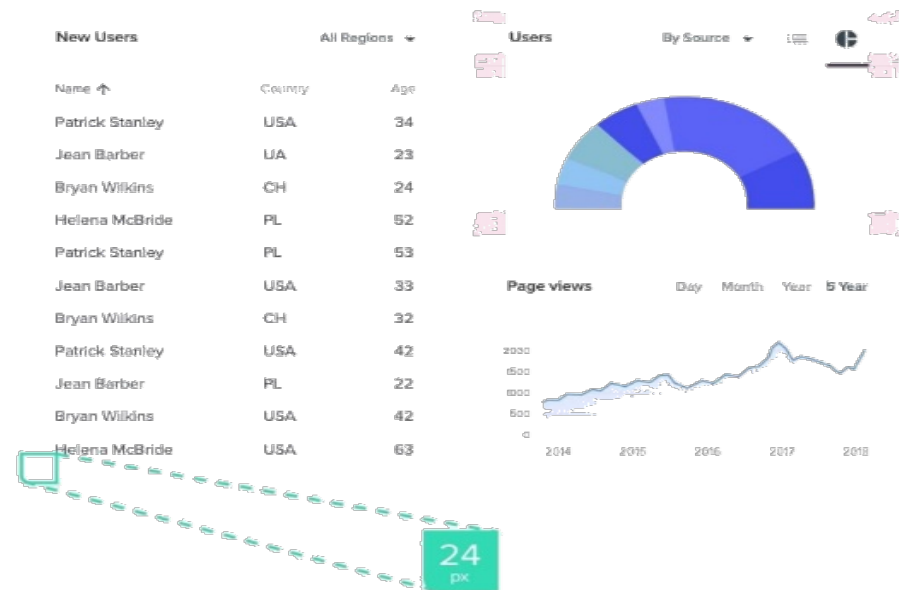 New Users All Regions
Name Country Age
Patrick Stanley USA 34
Jean Barber UA 23
Bryan Wilkins CH 24
Helena McBride PL 52
Patrick Stanley PL 53
Jean Barber USA 33
Bryan Wilkins CH 32
Patrick Stanley USA 42
Jean Barber PL 22
Bryan Wilkins USA 42
Helena McBride USA 63
Users By Source
Page views Day Month Year 5 Year
2000
1500
1000
500
0
2014 2015 2016 2017 2018
24
px